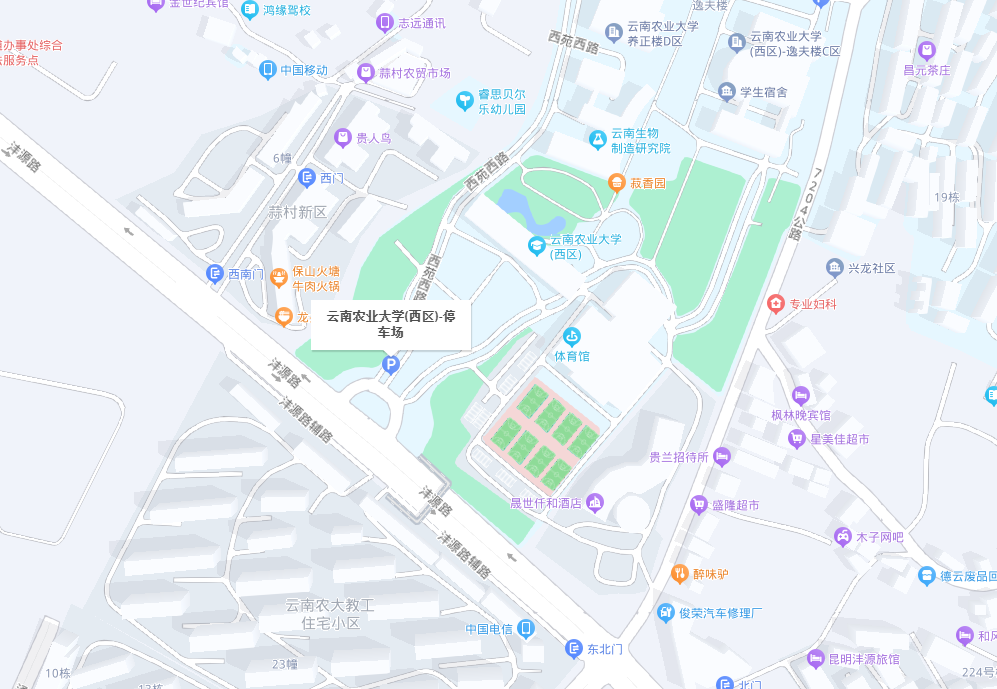 金世纪宾馆
鸿缘驾校
志远通讯
逸夫楼
云南农业大学
养正楼D区
云南农业大学
(西区)-逸夫楼C区
西苑西路
办事处综合
服务点
中国移动
蒜村农贸市场
昌元茶庄
睿思贝尔
乐幼儿园
学生宿舍
贵人鸟
云南生物
制造研究院
沣源路
6幢
西门
西苑西路
菽香园
7204公路
19栋
蒜村新区
云南农业大学
(西区)
西南门
保山火塘
牛肉火锅
西苑西路
兴龙社区
龙
云南农业大学(西区)-停
车场
专业妇科
体育馆
沣源路
沣源路辅路
枫林晚宾馆
星美佳超市
贵兰招待所
沣源路
晟世仟和酒店
盛隆超市
沣源路辅路
木子网吧
醉味驴
德云废品回
云南农大教工
住宅小区
俊荣汽车修理厂
中国电信
东北门
和风
23幢
昆明沣源旅馆
10栋
224号
13栋
北门